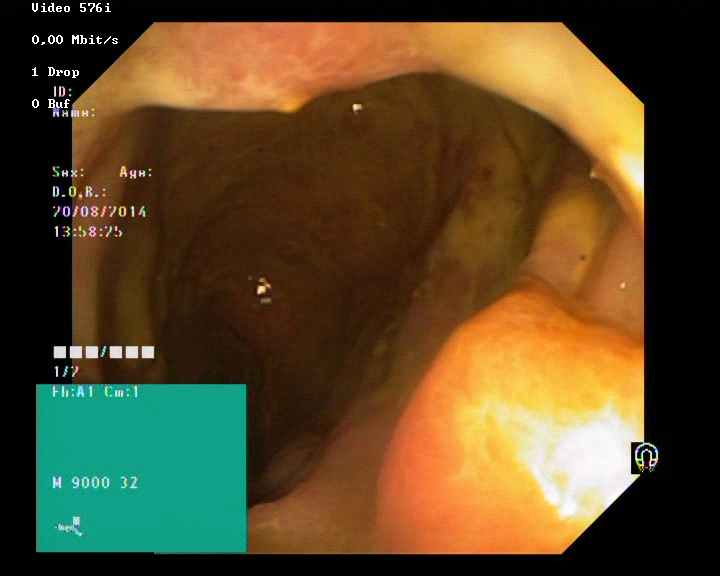 Video 576i
0,00 Mbit/s
1 Drop
ID:
0 Buf
Name:
Sex: Age:
D.O.B.:
20/08/2014
13:58:25
■■■/■■■
1/2
Eh:A1 Cm:1
M 9000 32